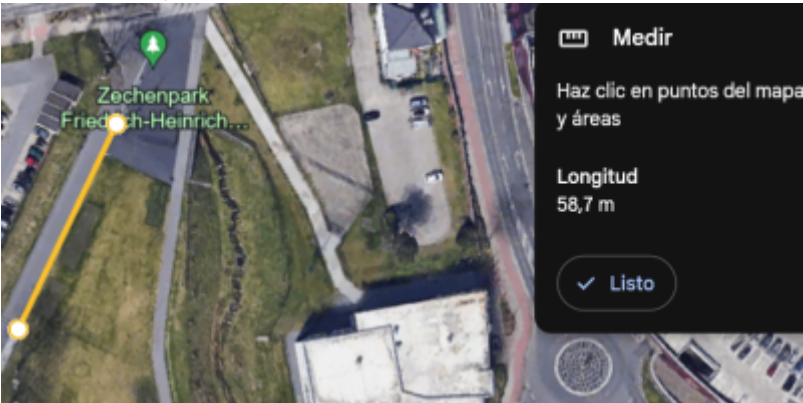 Zechenpark
Friedrich-Heinrich...
Medir
Haz clic en puntos del mapa
y áreas
Longitud
58,7 m
Listo